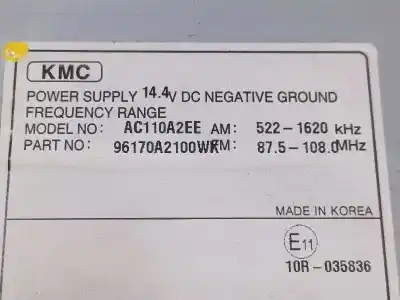 KMC
POWER SUPPLY 14.4V DC NEGATIVE GROUND
FREQUENCY RANGE
MODEL NO: AC110A2EE AM: 522-1620 kHz
PART NO: 96170A2100WK FM: 87.5-108.0MHz
MADE IN KOREA
E11
10R-035836